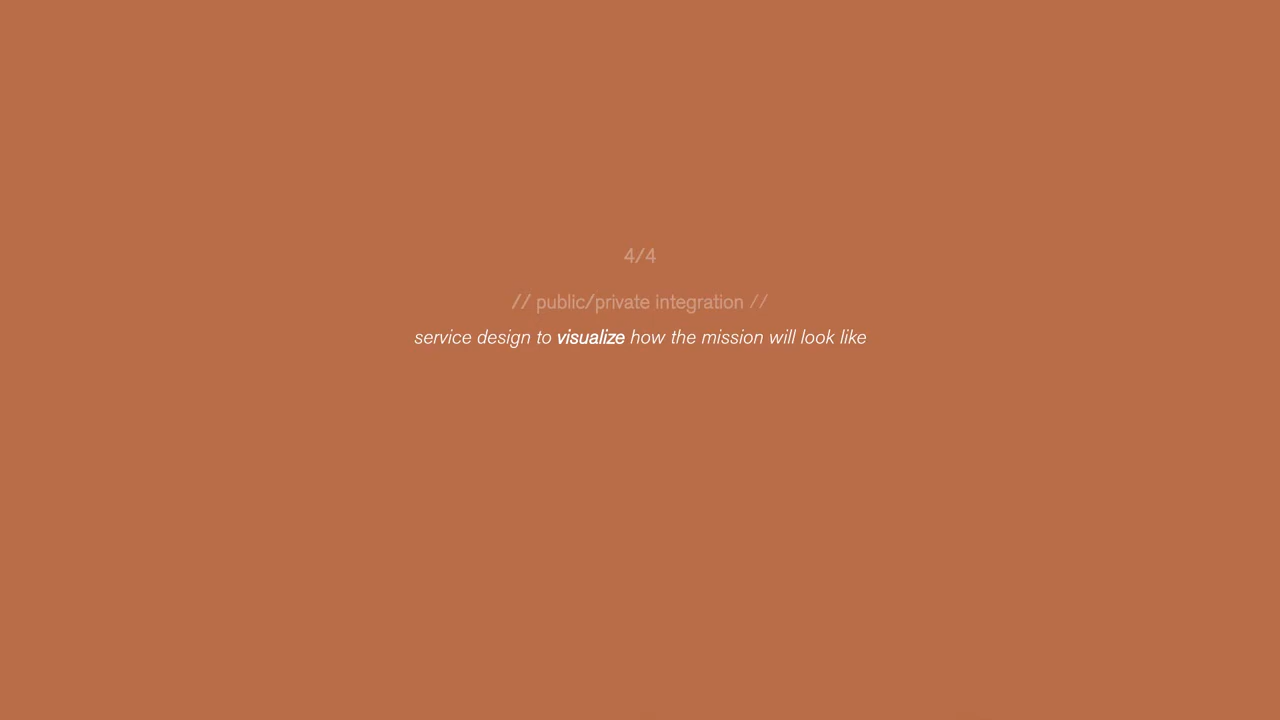 4/4
// public/private integration //
service design to visualize how the mission will look like